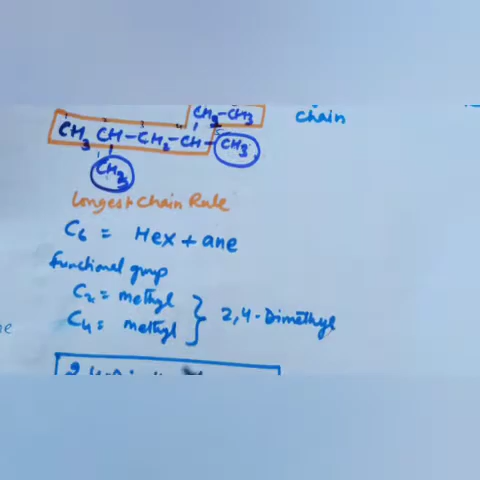 CH2-CH3
chain
CH3 CH-CH2-CH-CH3
CH3
Longest Chain Rule
C6 = Hex + ane
functional group
C2 = methyl
C4 = methyl } 2,4-Dimethyl